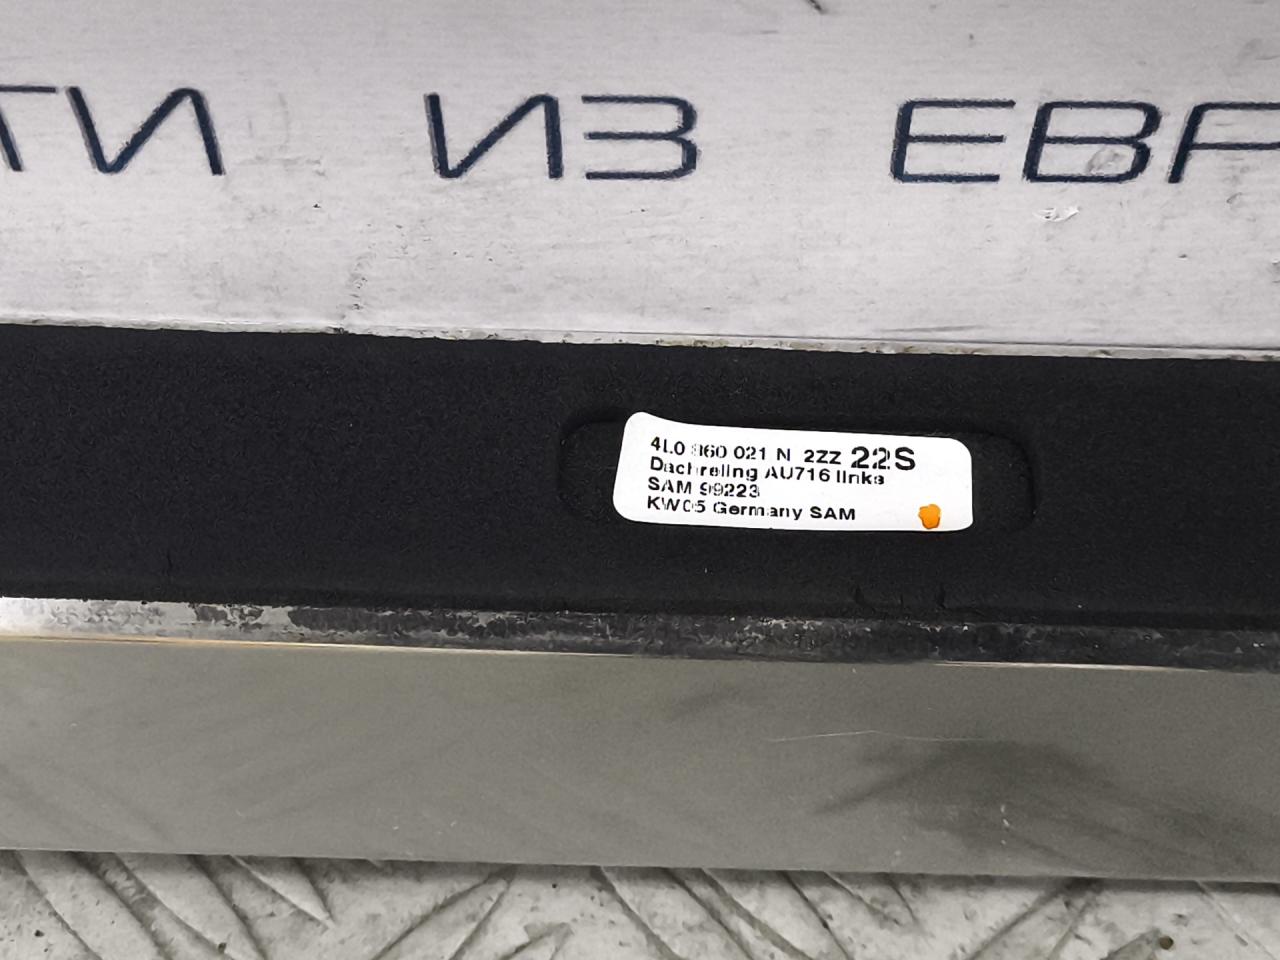 ТИ ИЗ ЕВР
4L0 860 021 N 2ZZ 22S
Dachreling AU716 links
SAM 99223
KW05 Germany SAM